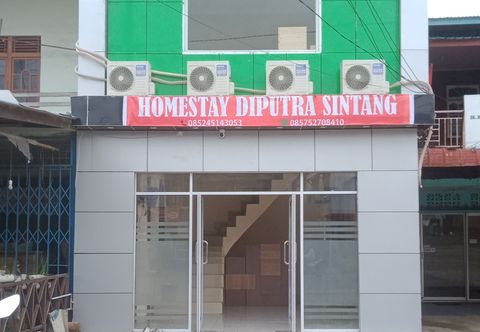 HOMESTAY DIPUTRA SINTANG
085245143053 085752708410